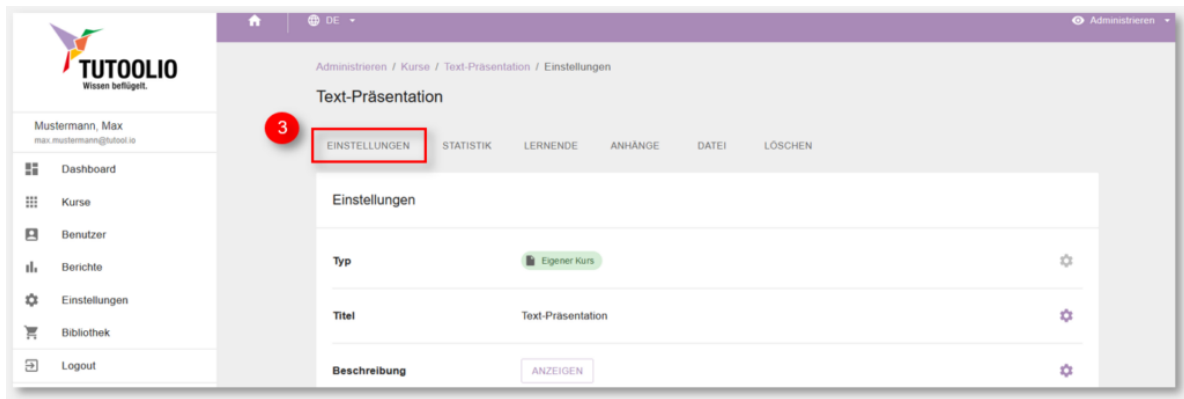 DE
Administrieren
TUTOOLIO
Wissen beflügelt.
Mustermann, Max
max.mustermann@tutool.io
Dashboard
Kurse
Benutzer
Berichte
Einstellungen
Bibliothek
Logout
Administrieren / Kurse / Text-Präsentation / Einstellungen
Text-Präsentation
3
EINSTELLUNGEN STATISTIK LERNENDE ANHÄNGE DATEI LÖSCHEN
Einstellungen
Typ Eigener Kurs
Titel Text-Präsentation
Beschreibung ANZEIGEN